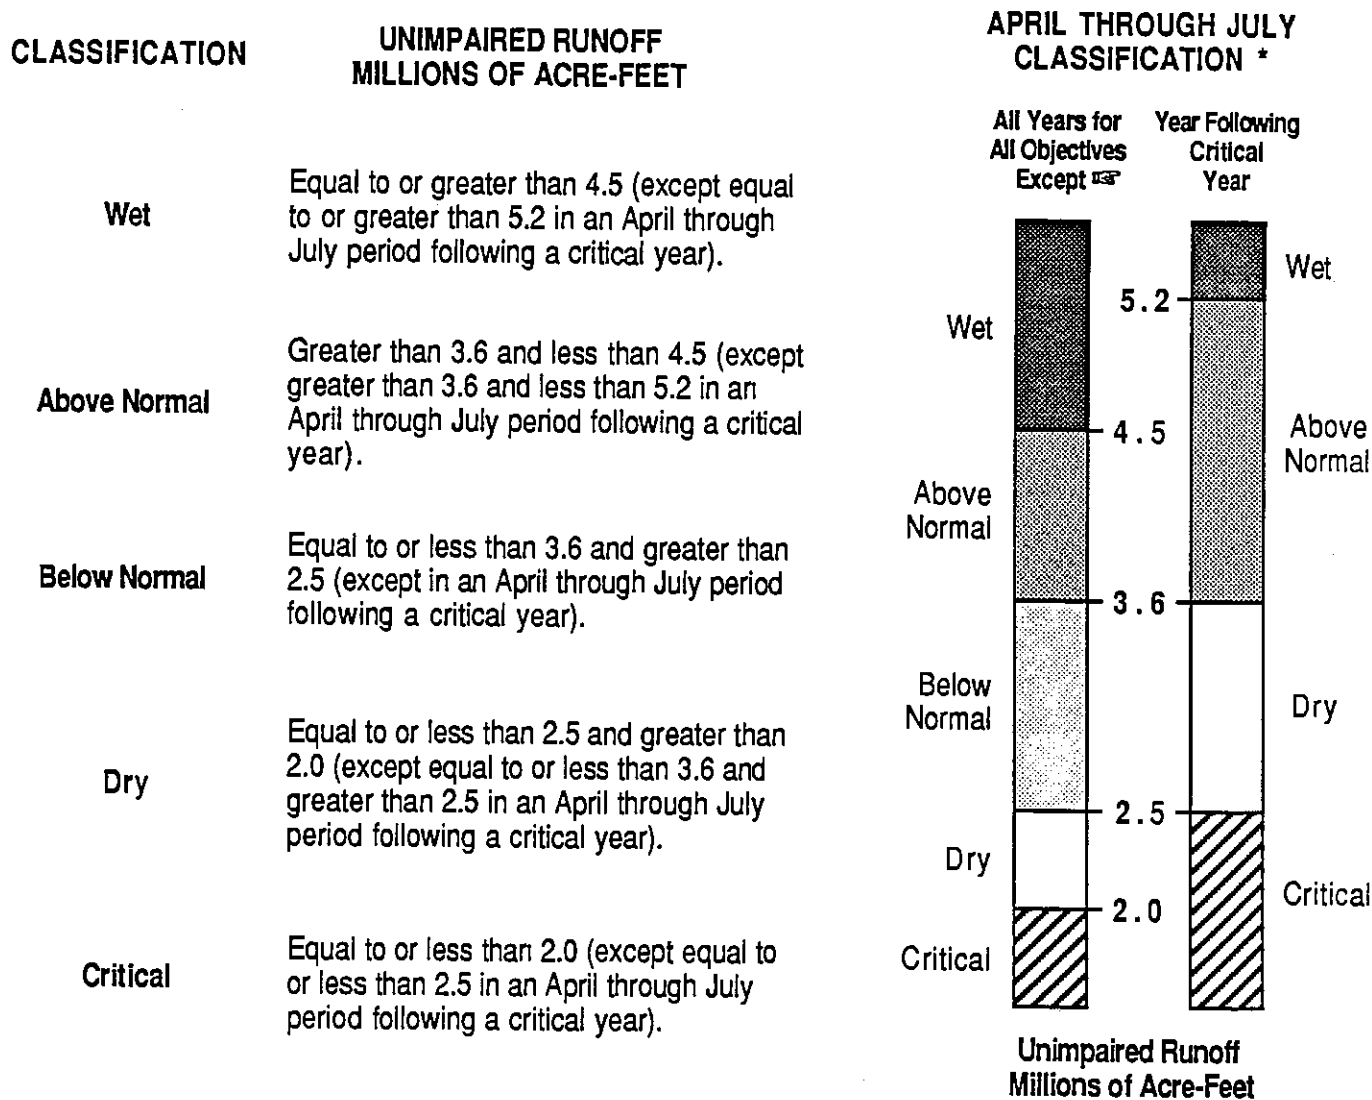 CLASSIFICATION
UNIMPAIRED RUNOFF
MILLIONS OF ACRE-FEET
Wet
Equal to or greater than 4.5 (except equal
to or greater than 5.2 in an April through
July period following a critical year).
Above Normal
Greater than 3.6 and less than 4.5 (except
greater than 3.6 and less than 5.2 in an
April through July period following a critical
year).
Below Normal
Equal to or less than 3.6 and greater than
2.5 (except in an April through July period
following a critical year).
Dry
Equal to or less than 2.5 and greater than
2.0 (except equal to or less than 3.6 and
greater than 2.5 in an April through July
period following a critical year).
Critical
Equal to or less than 2.0 (except equal to
or less than 2.5 in an April through July
period following a critical year).
APRIL THROUGH JULY
CLASSIFICATION *
All Years for
All Objectives
Except ☞
Year Following
Critical
Year
Wet
Above
Normal
Below
Normal
Dry
Critical
5.2
4.5
3.6
2.5
2.0
Wet
Above
Normal
Dry
Critical
Unimpaired Runoff
Millions of Acre-Feet